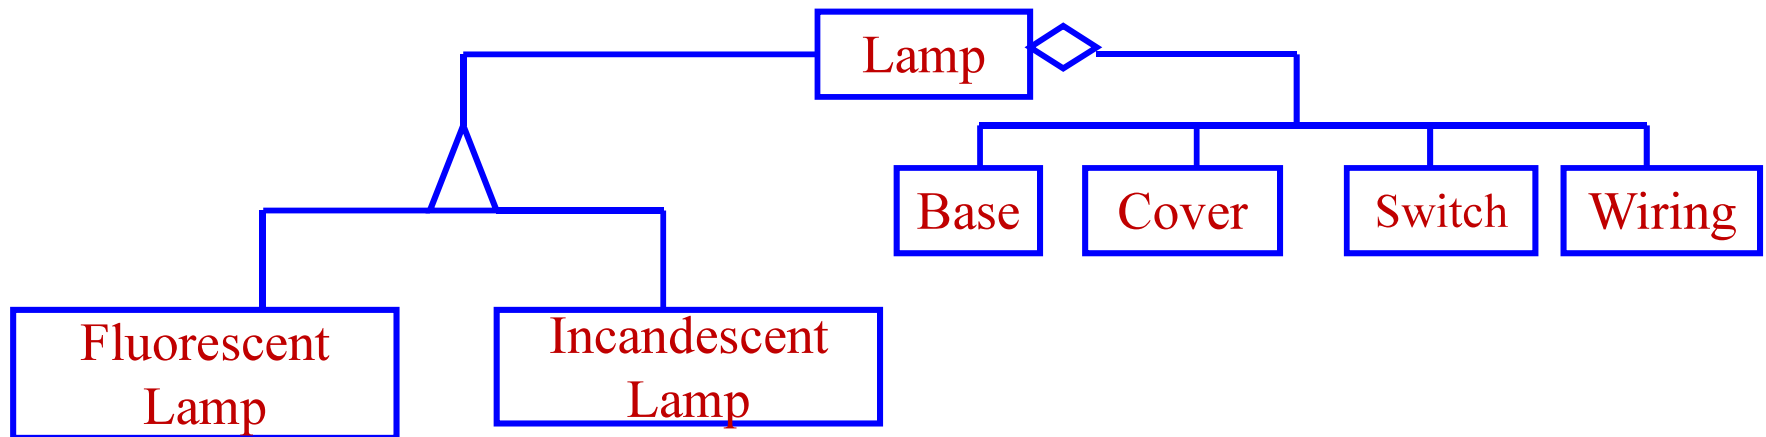 Lamp
Base
Cover
Switch
Wiring
Fluorescent
Lamp
Incandescent
Lamp